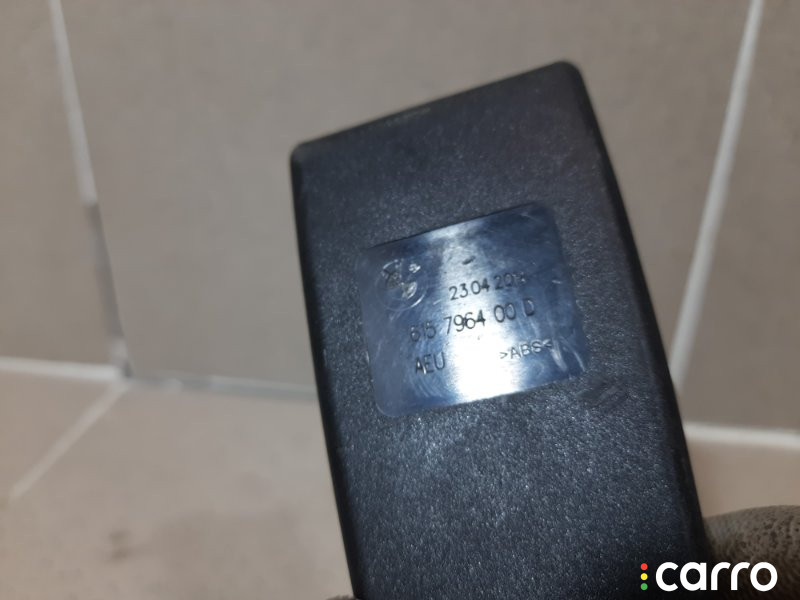 23.04.201
615 7964 00 D
AEU >ABS<
carro